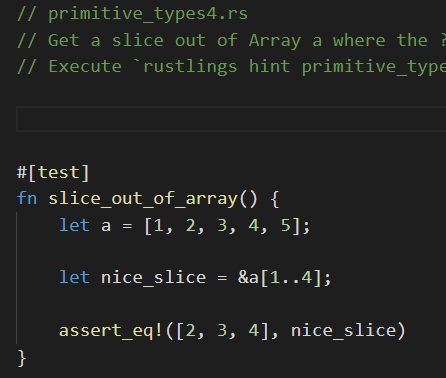 // primitive_types4.rs
// Get a slice out of Array a where the
// Execute `rustlings hint primitive_type
#[test]
fn slice_out_of_array() {
let a = [1, 2, 3, 4, 5];
let nice_slice = &a[1..4];
assert_eq!([2, 3, 4], nice_slice)
}